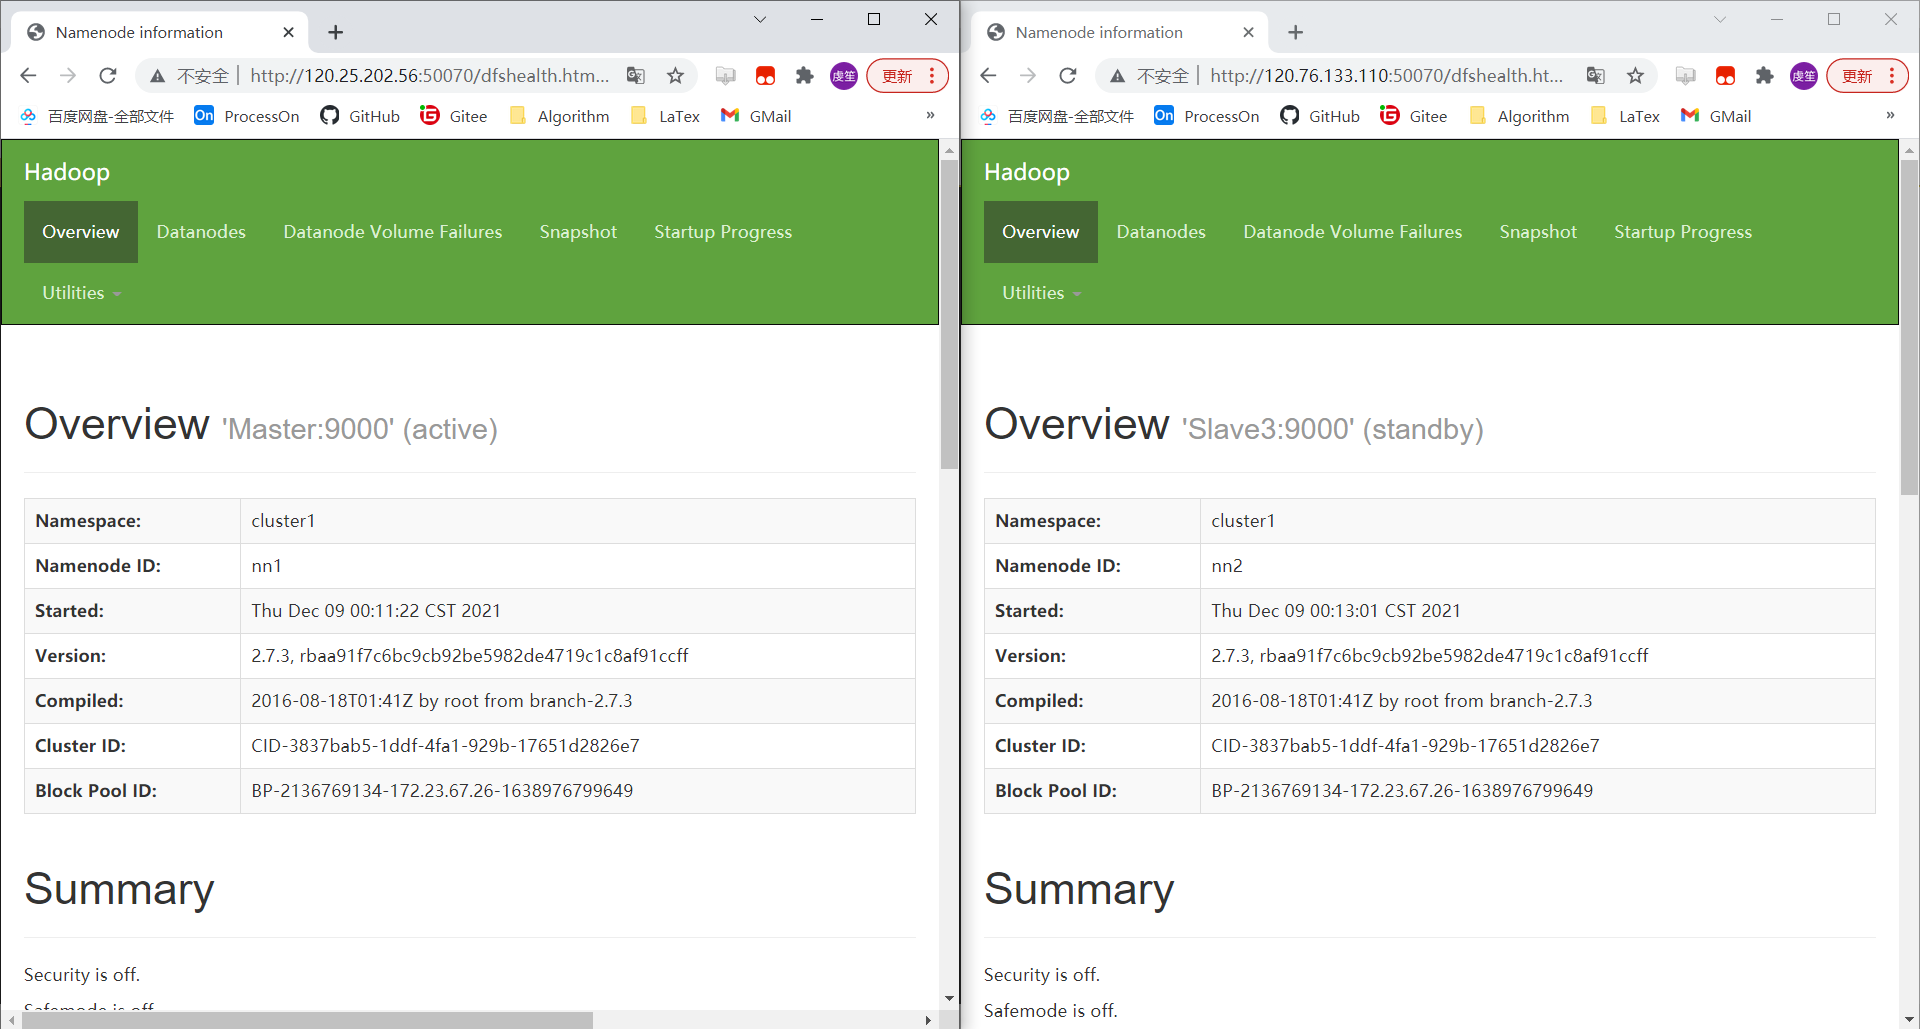 Namenode information
不安全 http://120.25.202.56:50070/dfshealth.htm... 虔笙 更新
百度网盘-全部文件 On ProcessOn GitHub Gitee Algorithm LaTex GMail »
Hadoop
Overview Datanodes Datanode Volume Failures Snapshot Startup Progress
Utilities
Overview 'Master:9000' (active)
Namespace: cluster1
Namenode ID: nn1
Started: Thu Dec 09 00:11:22 CST 2021
Version: 2.7.3, rbaa91f7c6bc9cb92be5982de4719c1c8af91ccff
Compiled: 2016-08-18T01:41Z by root from branch-2.7.3
Cluster ID: CID-3837bab5-1ddf-4fa1-929b-17651d2826e7
Block Pool ID: BP-2136769134-172.23.67.26-1638976799649
Summary
Security is off.
Safemode is off
Namenode information
不安全 http://120.76.133.110:50070/dfshealth.ht... 虔笙 更新
百度网盘-全部文件 On ProcessOn GitHub Gitee Algorithm LaTex GMail »
Hadoop
Overview Datanodes Datanode Volume Failures Snapshot Startup Progress
Utilities
Overview 'Slave3:9000' (standby)
Namespace: cluster1
Namenode ID: nn2
Started: Thu Dec 09 00:13:01 CST 2021
Version: 2.7.3, rbaa91f7c6bc9cb92be5982de4719c1c8af91ccff
Compiled: 2016-08-18T01:41Z by root from branch-2.7.3
Cluster ID: CID-3837bab5-1ddf-4fa1-929b-17651d2826e7
Block Pool ID: BP-2136769134-172.23.67.26-1638976799649
Summary
Security is off.
Safemode is off.